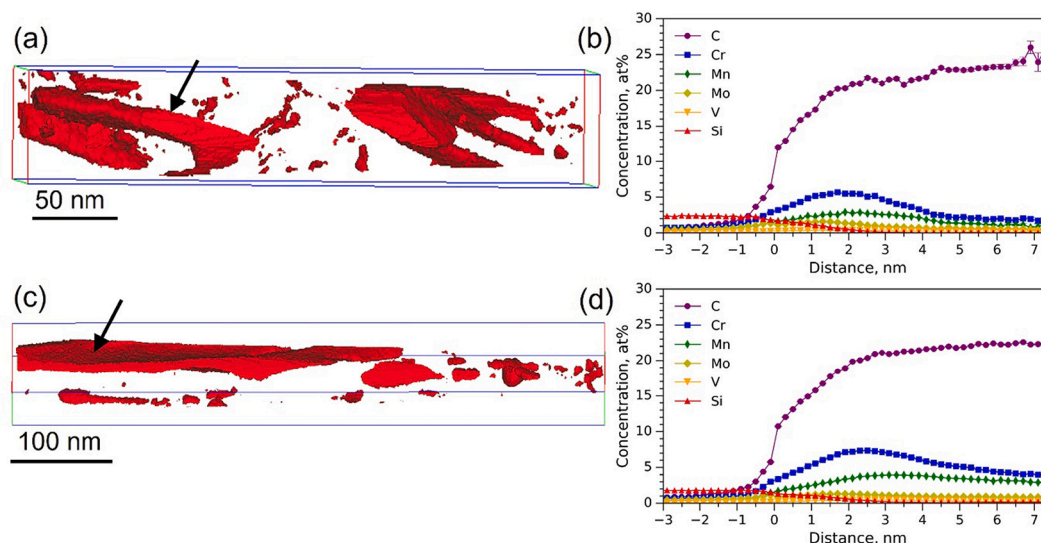 (a)
50 nm
(b)
C
Cr
Mn
Mo
V
Si
Concentration, at%
30
25
20
15
10
5
0
−3 −2 −1 0 1 2 3 4 5 6 7
Distance, nm
(c)
100 nm
(d)
C
Cr
Mn
Mo
V
Si
Concentration, at%
30
25
20
15
10
5
0
−3 −2 −1 0 1 2 3 4 5 6 7
Distance, nm